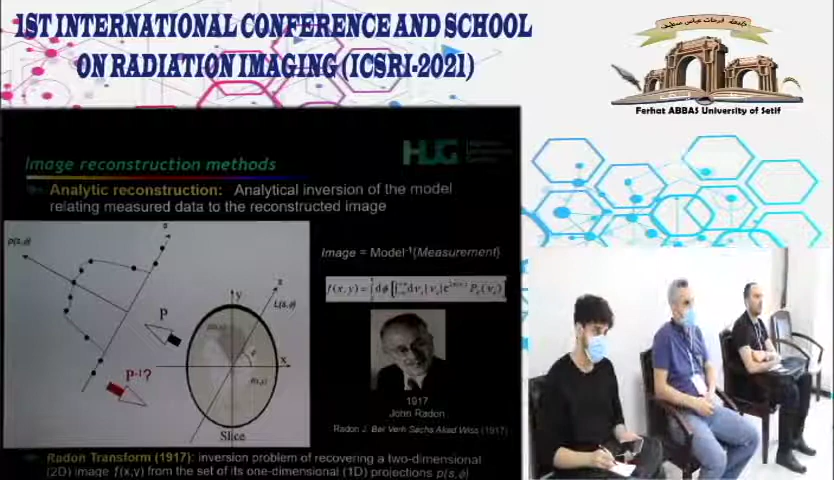 1ST INTERNATIONAL CONFERENCE AND SCHOOL
ON RADIATION IMAGING (ICSRI-2021)
Ferhat ABBAS University of Setif
Image reconstruction methods
HUG
Analytic reconstruction: Analytical inversion of the model
relating measured data to the reconstructed image
p(s,ϕ)
s
y
s
L(s,ϕ)
P
ϕ
x
P⁻¹?
Slice
Image = Model⁻¹{Measurement}
1917
John Radon
Radon J. Ber Verh Sachs Akad Wiss (1917)
Radon Transform (1917): inversion problem of recovering a two-dimensional
(2D) image f(x,y) from the set of its one-dimensional (1D) projections p(s,ϕ)